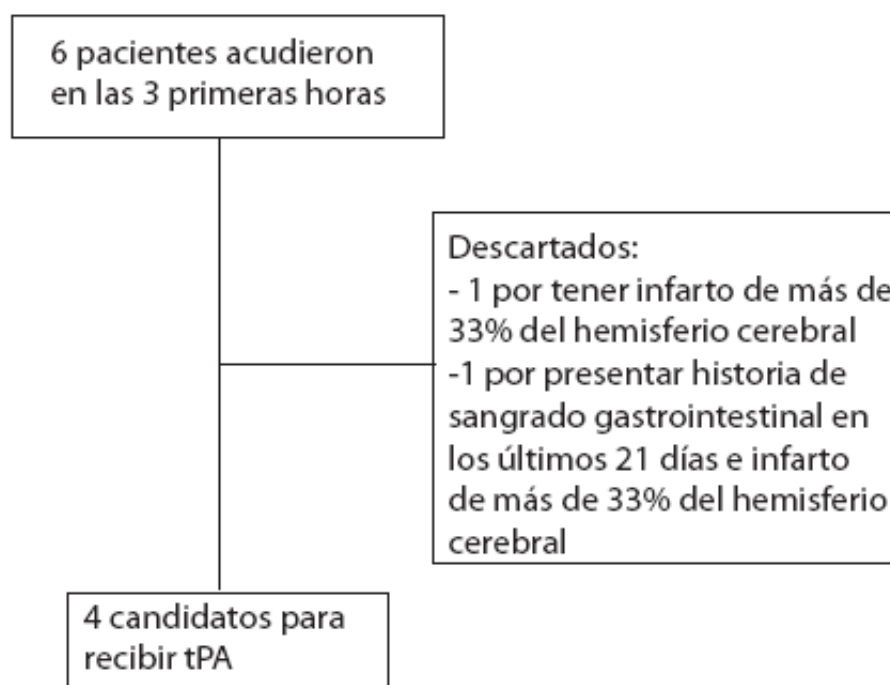 6 pacientes acudieron
en las 3 primeras horas
Descartados:
- 1 por tener infarto de más de
33% del hemisferio cerebral
-1 por presentar historia de
sangrado gastrointestinal en
los últimos 21 días e infarto
de más de 33% del hemisferio
cerebral
4 candidatos para
recibir tPA